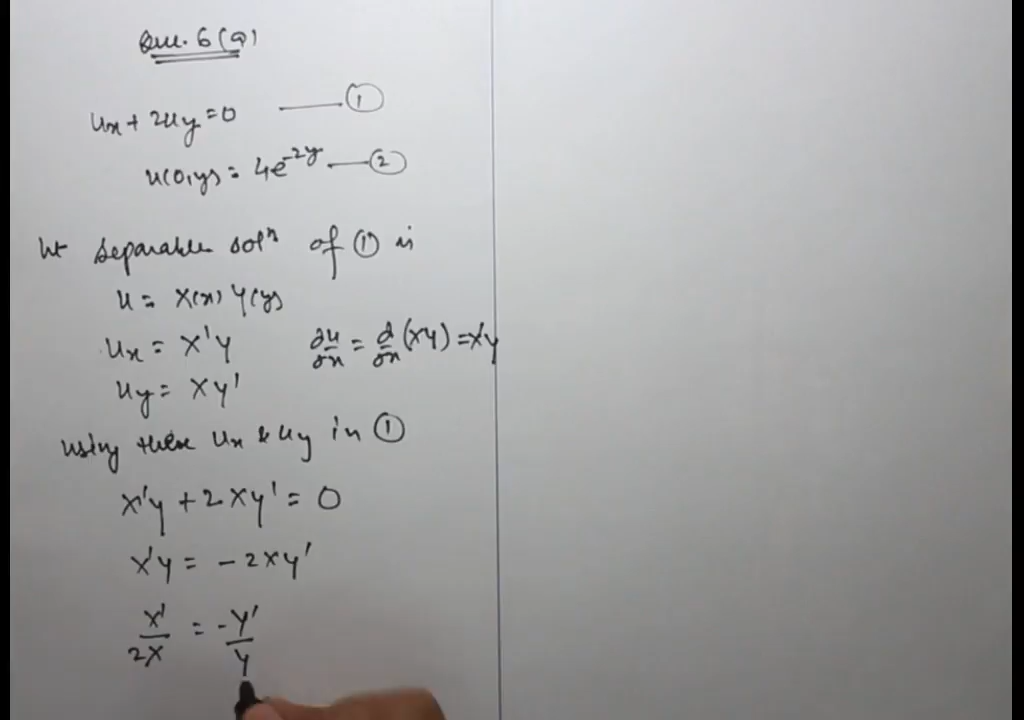 Que. 6(a)
ux + 2uy = 0 —— ①
u(0,y) = 4e^-2y —— ②
let separable solⁿ of ① is
u = X(x) Y(y)
ux = X'Y ∂u/∂x = ∂/∂x (XY) = X'Y
uy = XY'
using these ux & uy in ①
X'Y + 2XY' = 0
X'Y = -2XY'
X'/2X = -Y'/Y